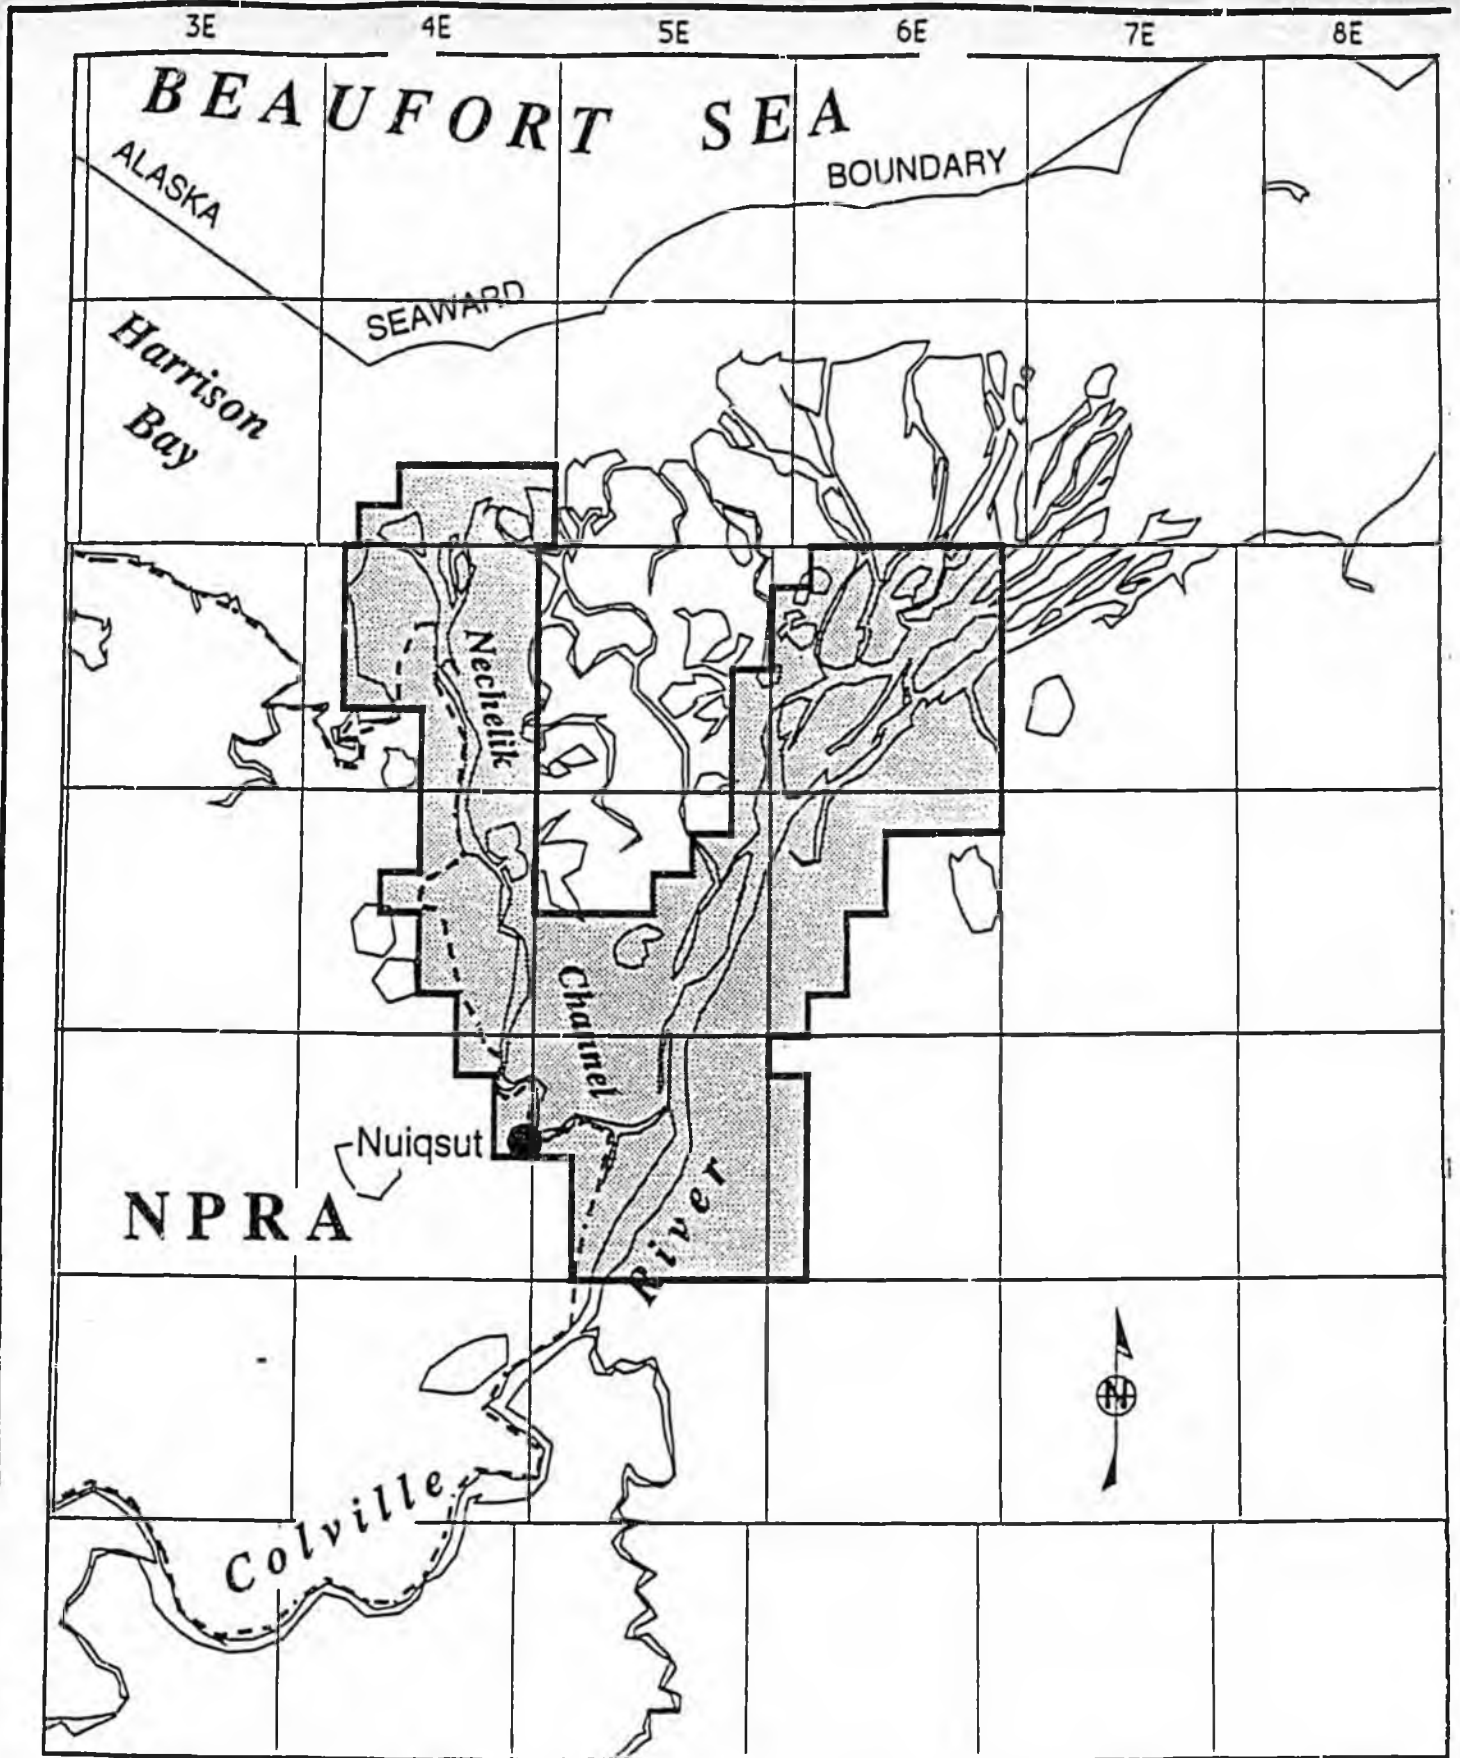 3E 4E 5E 6E 7E 8E
BEAUFORT SEA
ALASKA
SEAWARD
BOUNDARY
Harrison
Bay
Nechelik
Channel
Nuiqsut
NPRA
River
Colville
N